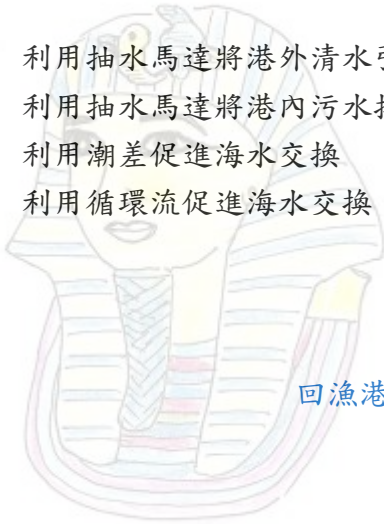 利用抽水馬達將港外清水
利用抽水馬達將港內污水
利用潮差促進海水交換
利用循環流促進海水交換
回漁港